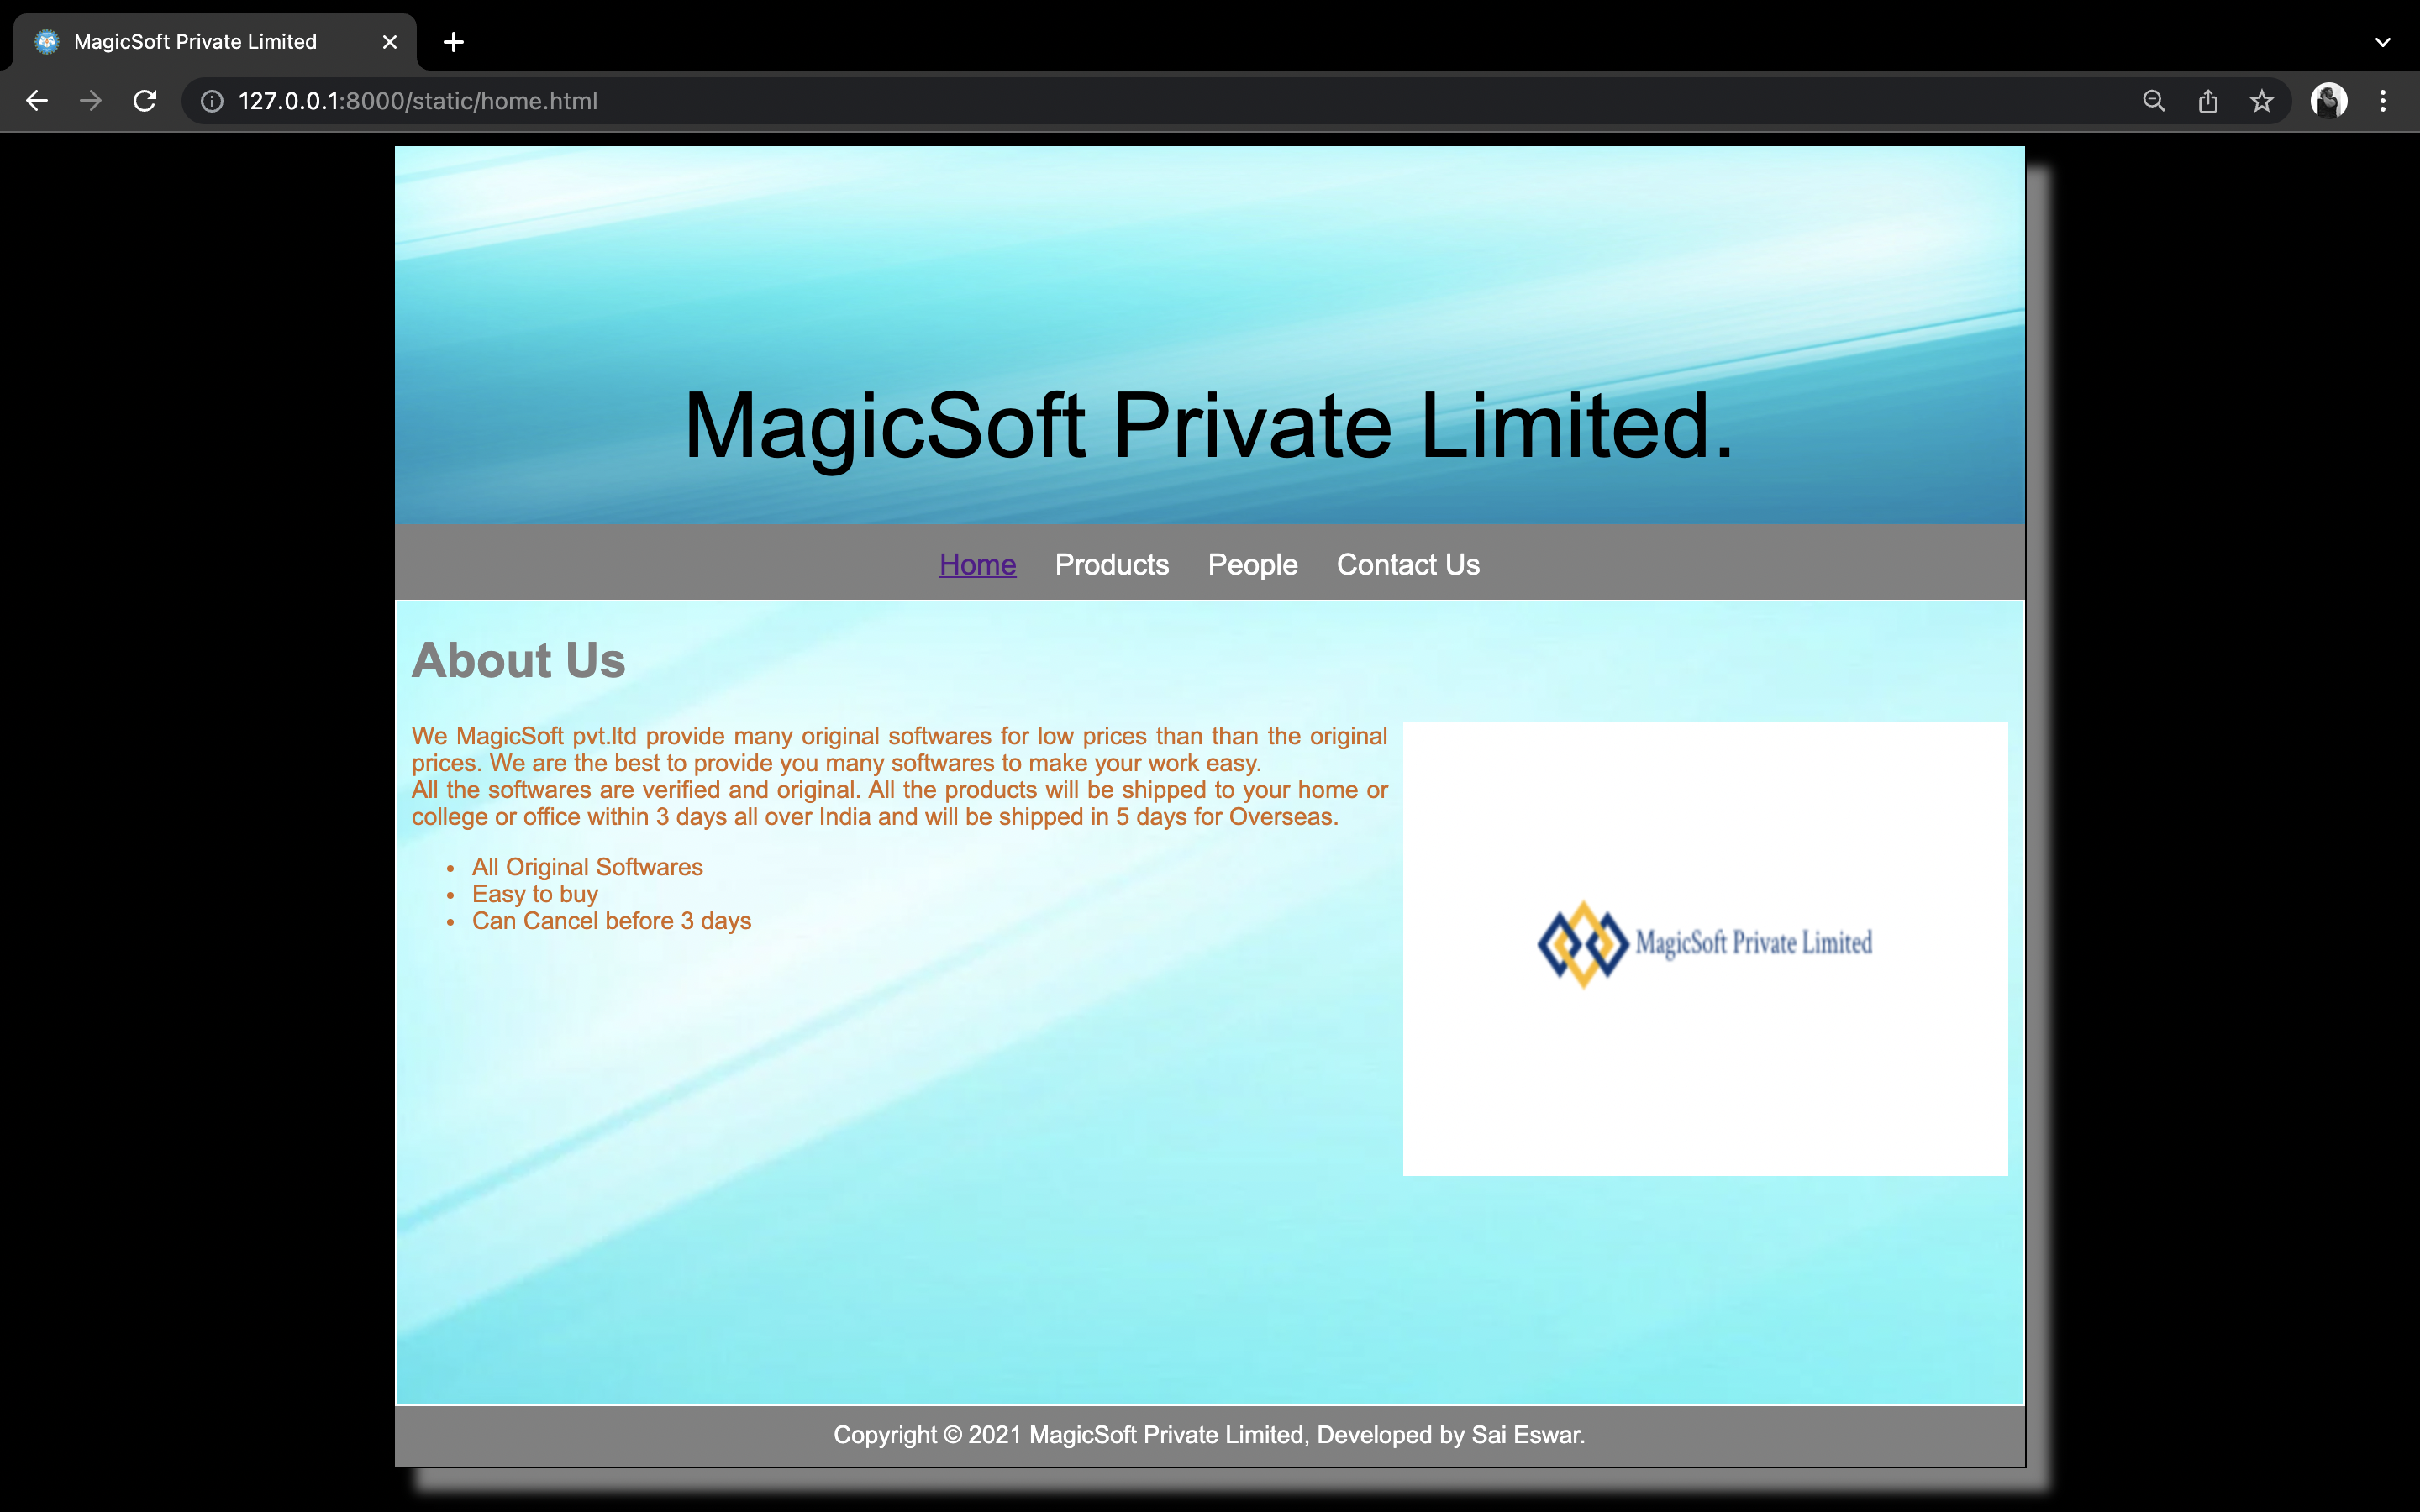 MagicSoft Private Limited
127.0.0.1:8000/static/home.html
MagicSoft Private Limited.
Home Products People Contact Us
About Us
We MagicSoft pvt.ltd provide many original softwares for low prices than than the original
prices. We are the best to provide you many softwares to make your work easy.
All the softwares are verified and original. All the products will be shipped to your home or
college or office within 3 days all over India and will be shipped in 5 days for Overseas.
• All Original Softwares
• Easy to buy
• Can Cancel before 3 days
MagicSoft Private Limited
Copyright © 2021 MagicSoft Private Limited, Developed by Sai Eswar.